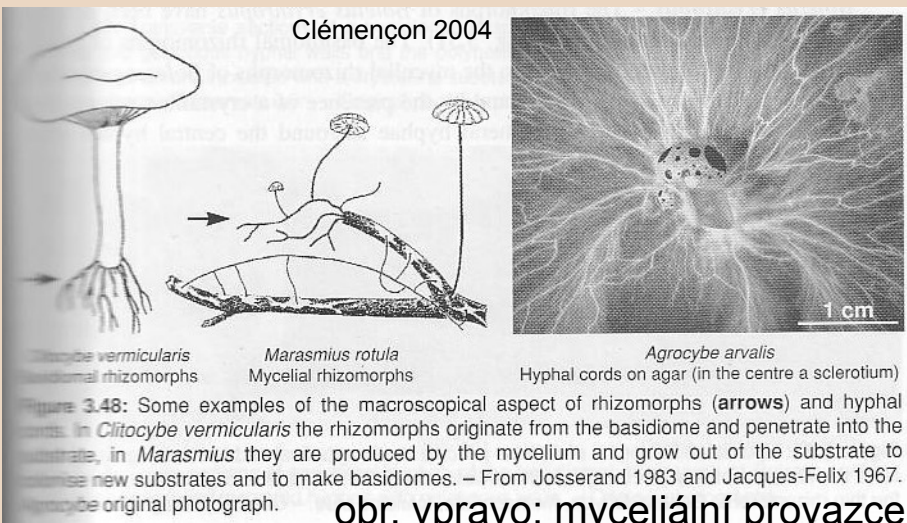 Clémençon 2004
1 cm
vermicularis
rhizomorphs
Marasmius rotula
Mycelial rhizomorphs
Agrocybe arvalis
Hyphal cords on agar (in the centre a sclerotium)
Figure 3.48: Some examples of the macroscopical aspect of rhizomorphs (arrows) and hyphal
In Clitocybe vermicularis the rhizomorphs originate from the basidiome and penetrate into the
substrate, in Marasmius they are produced by the mycelium and grow out of the substrate to
colonise new substrates and to make basidiomes. – From Josserand 1983 and Jacques-Felix 1967.
original photograph.
obr. vpravo: myceliální provazce